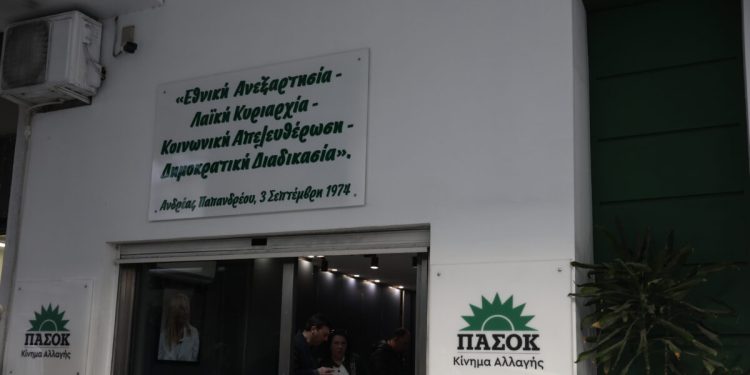 «Εθνική Ανεξαρτησία -
Λαϊκή Κυριαρχία -
Κοινωνική Απελευθέρωση -
Δημοκρατική Διαδικασία».
Ανδρέας Παπανδρέου, 3 Σεπτέμβρη 1974
ΠΑΣΟΚ
Κίνημα Αλλαγής
ΠΑΣΟΚ
Κίνημα Αλλαγής